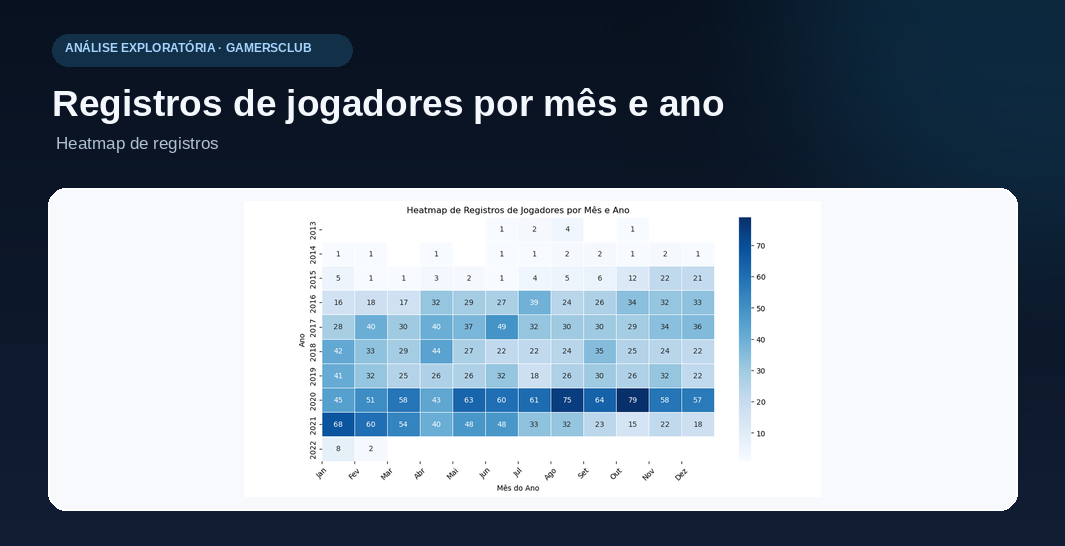 ANÁLISE EXPLORATÓRIA · GAMERSCLUB
Registros de jogadores por mês e ano
Heatmap de registros
Heatmap de Registros de Jogadores por Mês e Ano
2013 1 2 4 1
2014 1 1 1 1 1 2 2 1 2 1
2015 5 1 1 3 2 1 4 5 6 12 22 21
2016 16 18 17 32 29 27 39 24 26 34 32 33
2017 28 40 30 40 37 49 32 30 30 29 34 36
2018 42 33 29 44 27 22 22 24 35 25 24 22
2019 41 32 25 26 26 32 18 26 30 26 32 22
2020 45 51 58 43 63 60 61 75 64 79 58 57
2021 68 60 54 40 48 48 33 32 23 15 22 18
2022 8 2
Ano
Jan Fev Mar Abr Mai Jun Jul Ago Set Out Nov Dez
Mês do Ano
70
60
50
40
30
20
10